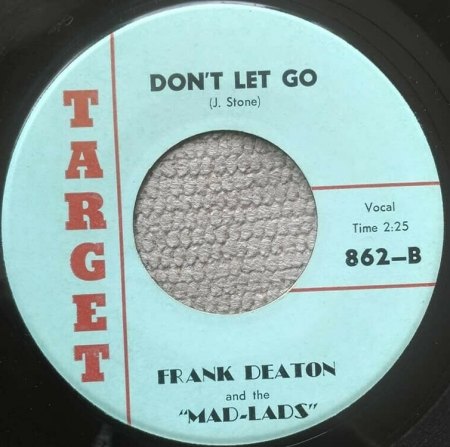 DON'T LET GO
(J. Stone)
TARGET
Vocal
Time 2:25
862-B
FRANK DEATON
and the
"MAD-LADS"